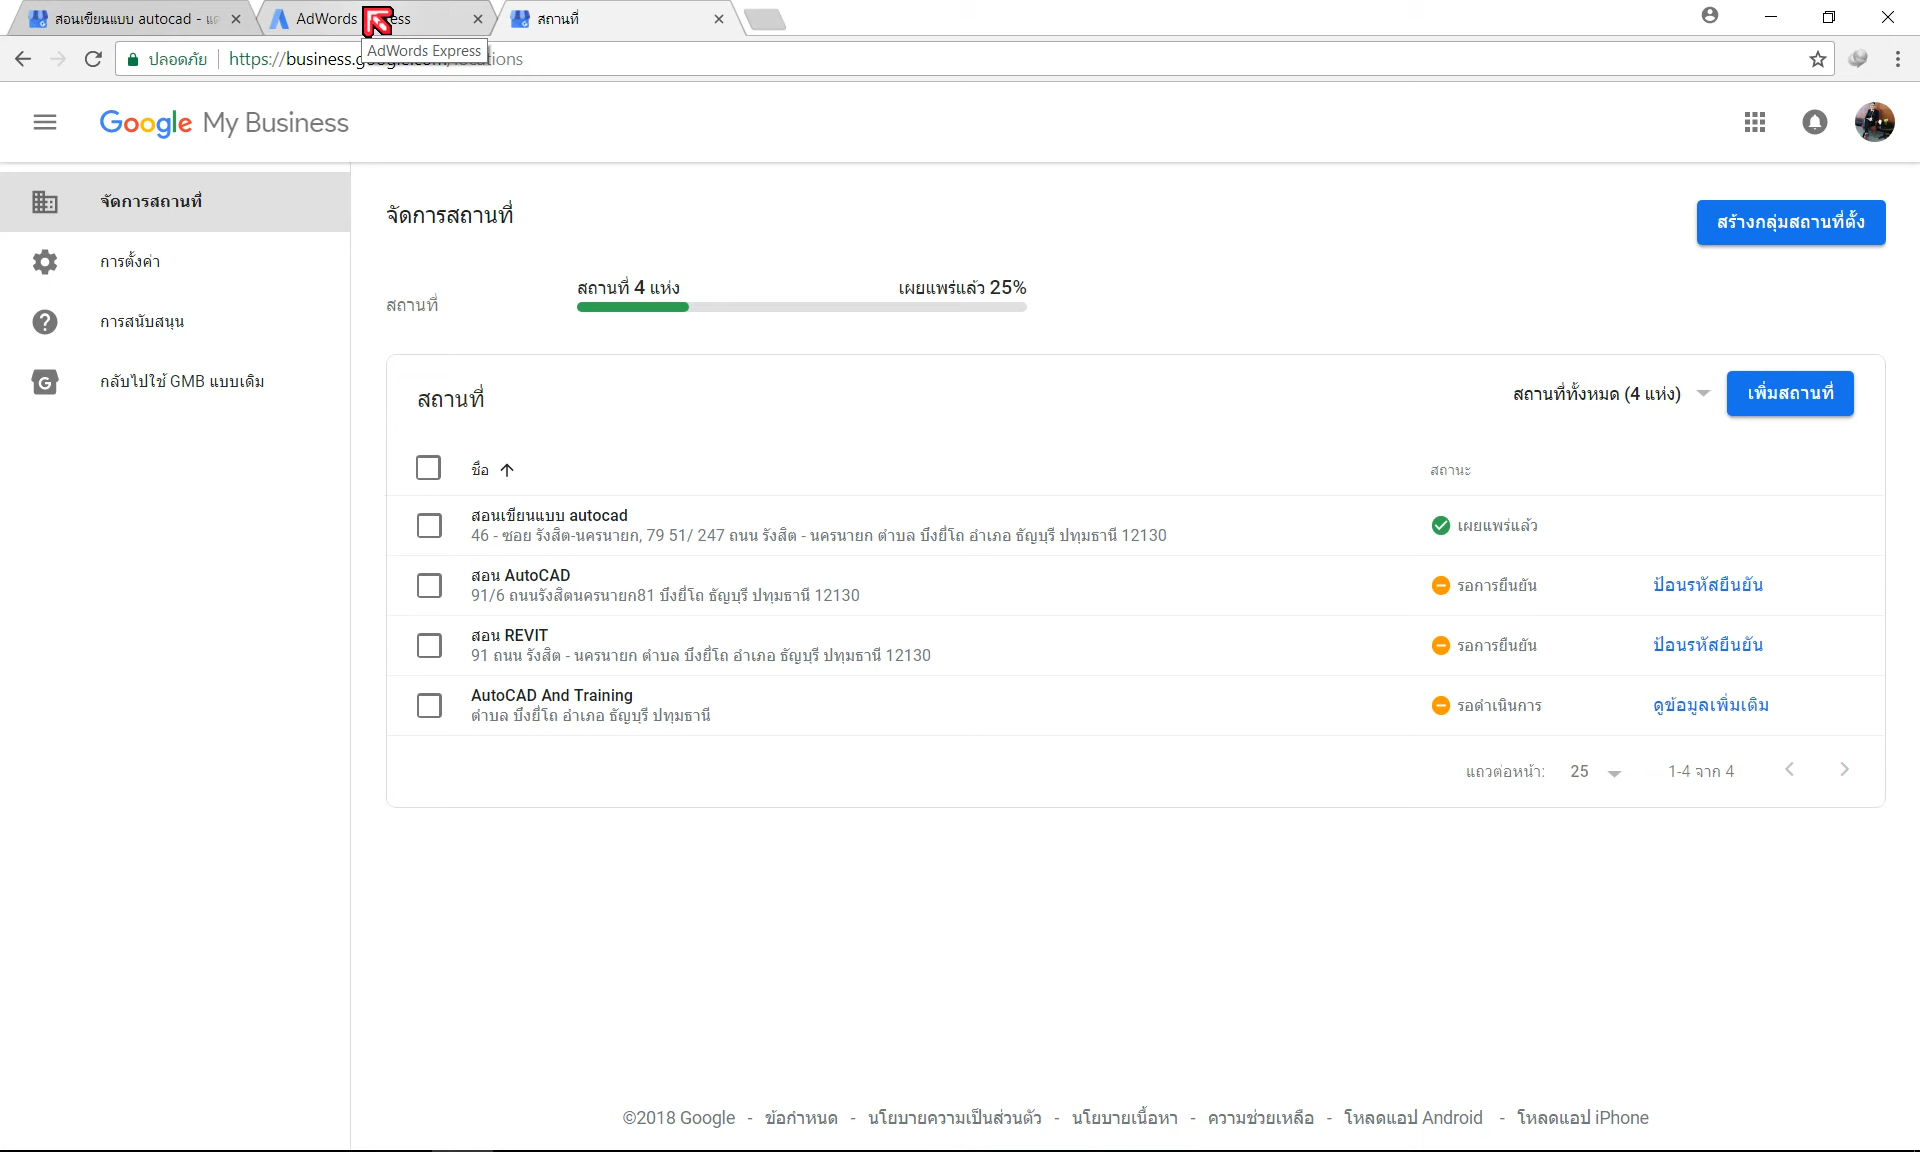 สอนเขียนแบบ autocad - แด
AdWords
ess
สถานที่
AdWords Express
ปลอดภัย
https://business.google.com/locations
Google My Business
จัดการสถานที่
การตั้งค่า
การสนับสนุน
กลับไปใช้ GMB แบบเดิม
จัดการสถานที่
สร้างกลุ่มสถานที่ตั้ง
สถานที่
สถานที่ 4 แห่ง
เผยแพร่แล้ว 25%
สถานที่
สถานที่ทั้งหมด (4 แห่ง)
เพิ่มสถานที่
ชื่อ
สถานะ
สอนเขียนแบบ autocad
46 - ซอย รังสิต-นครนายก, 79 51/ 247 ถนน รังสิต - นครนายก ตำบล บึงยี่โถ อำเภอ ธัญบุรี ปทุมธานี 12130
เผยแพร่แล้ว
สอน AutoCAD
91/6 ถนนรังสิตนครนายก81 บึงยี่โถ ธัญบุรี ปทุมธานี 12130
รอการยืนยัน
ป้อนรหัสยืนยัน
สอน REVIT
91 ถนน รังสิต - นครนายก ตำบล บึงยี่โถ อำเภอ ธัญบุรี ปทุมธานี 12130
รอการยืนยัน
ป้อนรหัสยืนยัน
AutoCAD And Training
ตำบล บึงยี่โถ อำเภอ ธัญบุรี ปทุมธานี
รอดำเนินการ
ดูข้อมูลเพิ่มเติม
แถวต่อหน้า:
25
1-4 จาก 4
©2018 Google - ข้อกำหนด - นโยบายความเป็นส่วนตัว - นโยบายเนื้อหา - ความช่วยเหลือ - โหลดแอป Android - โหลดแอป iPhone